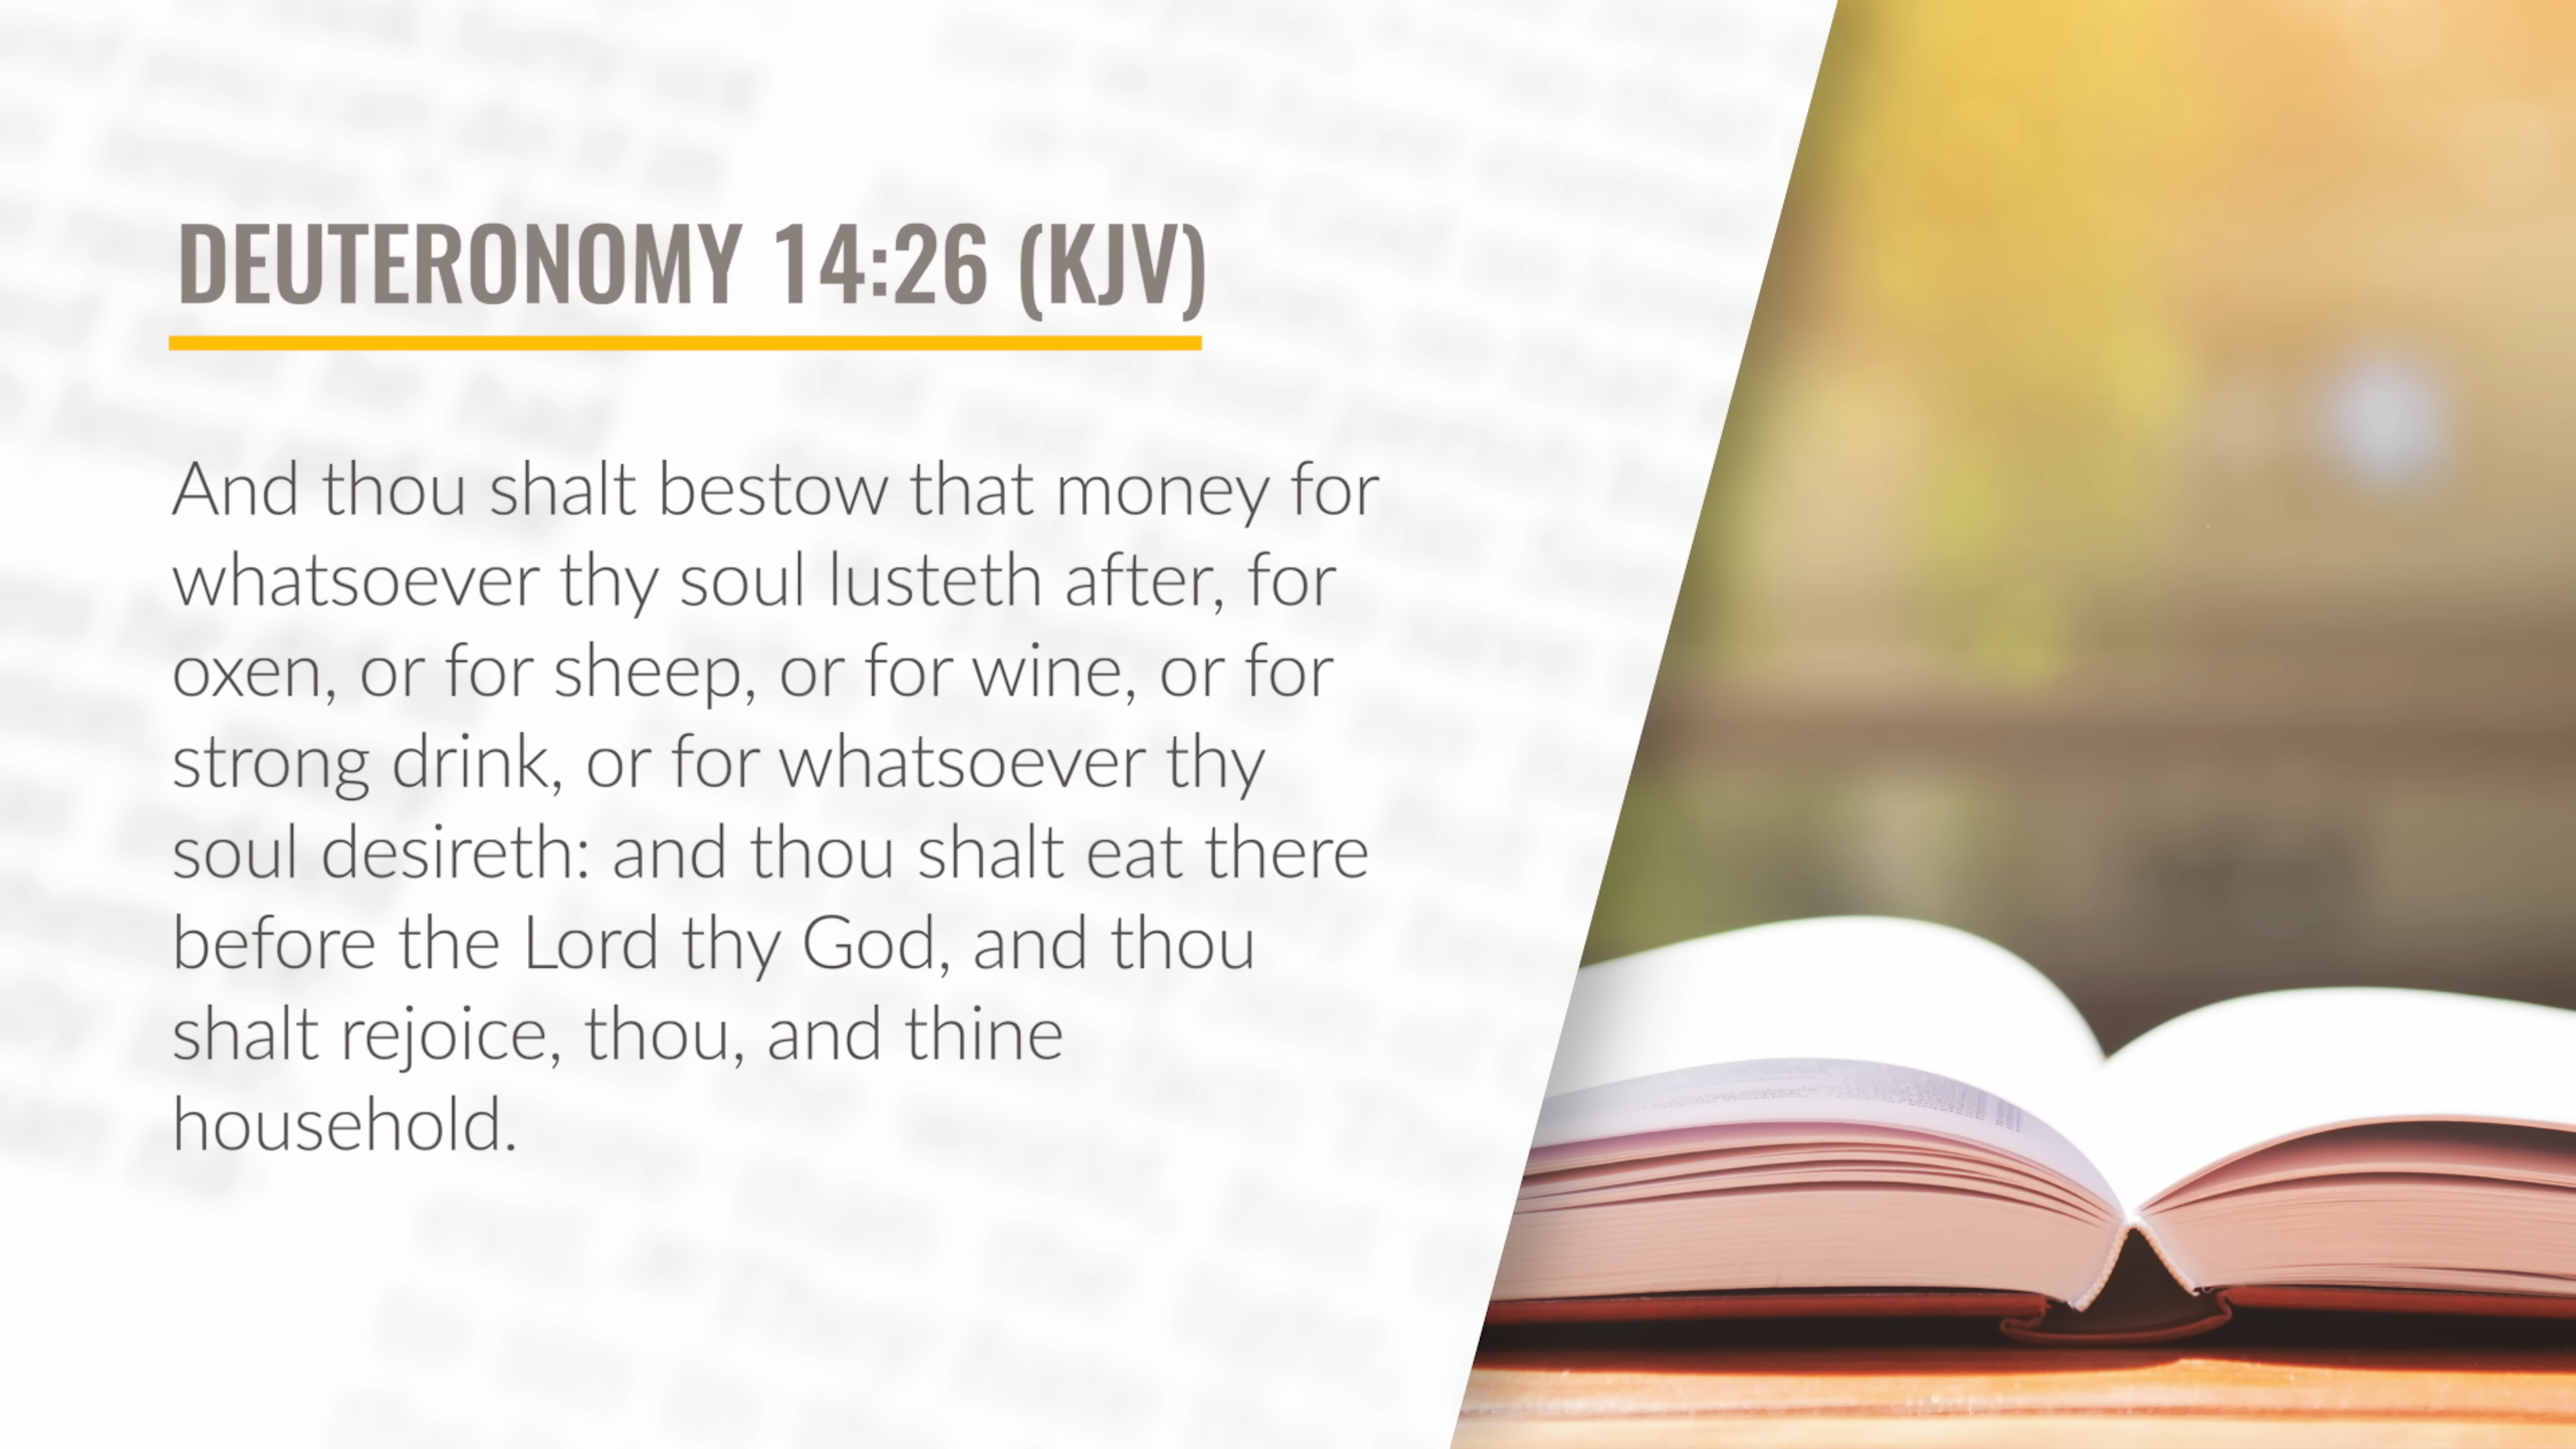 DEUTERONOMY 14:26 (KJV)
And thou shalt bestow that money for
whatsoever thy soul lusteth after, for
oxen, or for sheep, or for wine, or for
strong drink, or for whatsoever thy
soul desireth: and thou shalt eat there
before the Lord thy God, and thou
shalt rejoice, thou, and thine
household.